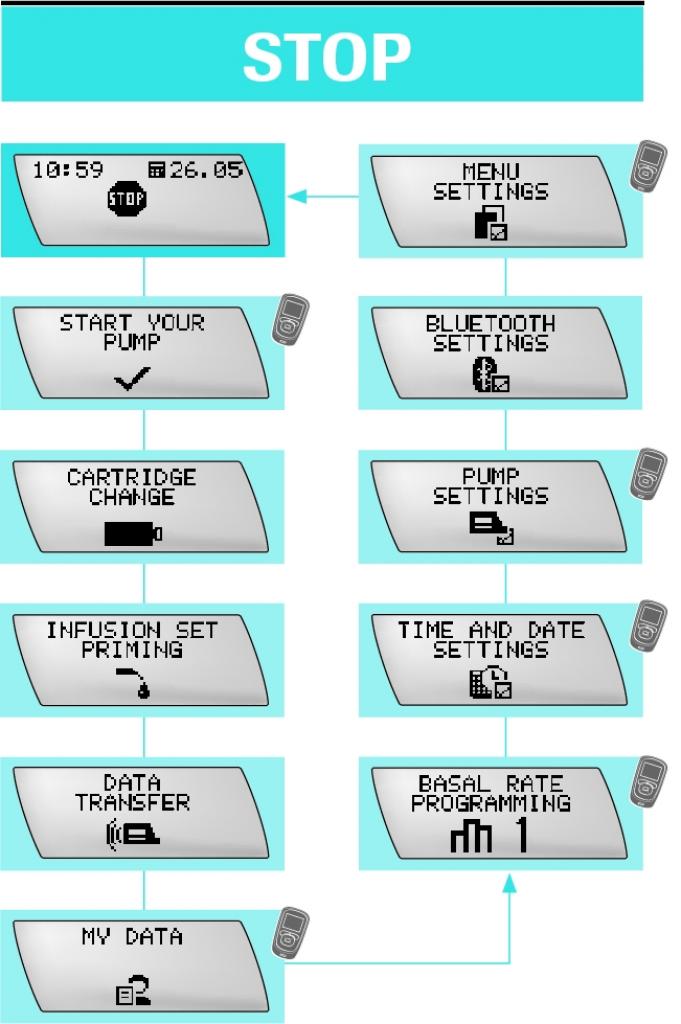 STOP
10:59 26.05
STOP
START YOUR
PUMP
CARTRIDGE
CHANGE
INFUSION SET
PRIMING
DATA
TRANSFER
MY DATA
MENU
SETTINGS
BLUETOOTH
SETTINGS
PUMP
SETTINGS
TIME AND DATE
SETTINGS
BASAL RATE
PROGRAMMING
1